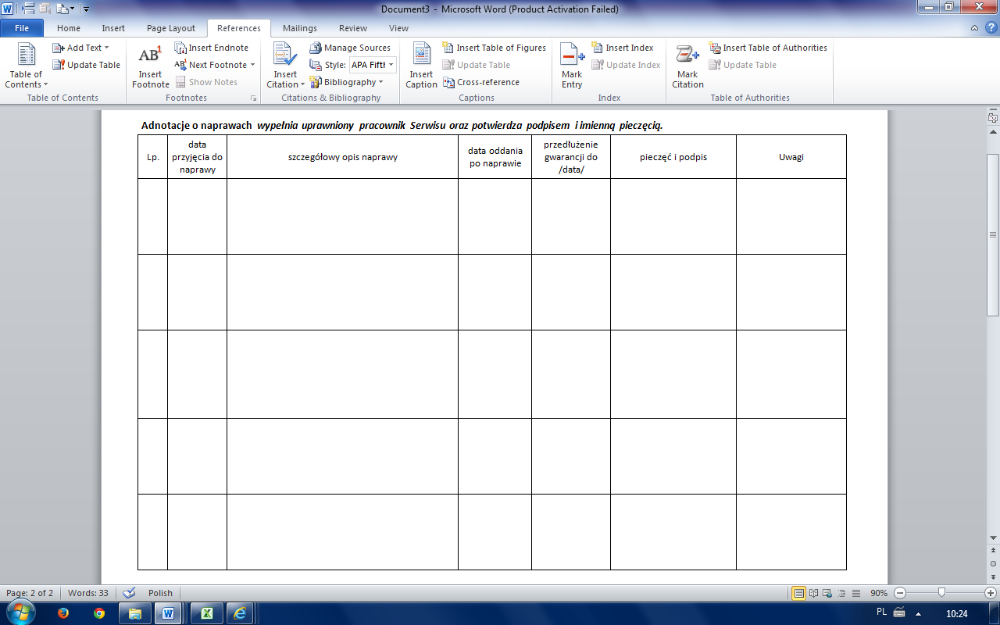 Document3 - Microsoft Word (Product Activation Failed)
File Home Insert Page Layout References Mailings Review View
Table of Contents
Add Text
Update Table
Table of Contents
AB1
Insert Footnote
Insert Endnote
Next Footnote
Show Notes
Footnotes
Insert Citation
Manage Sources
Style: APA Fifth
Bibliography
Citations & Bibliography
Insert Caption
Insert Table of Figures
Update Table
Cross-reference
Captions
Mark Entry
Insert Index
Update Index
Index
Mark Citation
Insert Table of Authorities
Update Table
Table of Authorities
Adnotacje o naprawach wypełnia uprawniony pracownik Serwisu oraz potwierdza podpisem i imienną pieczęcią.
Lp.
data
przyjęcia do
naprawy
szczegółowy opis naprawy
data oddania
po naprawie
przedłużenie
gwarancji do
/data/
pieczęć i podpis
Uwagi
Page: 2 of 2 Words: 33 Polish 90%
PL 10:24